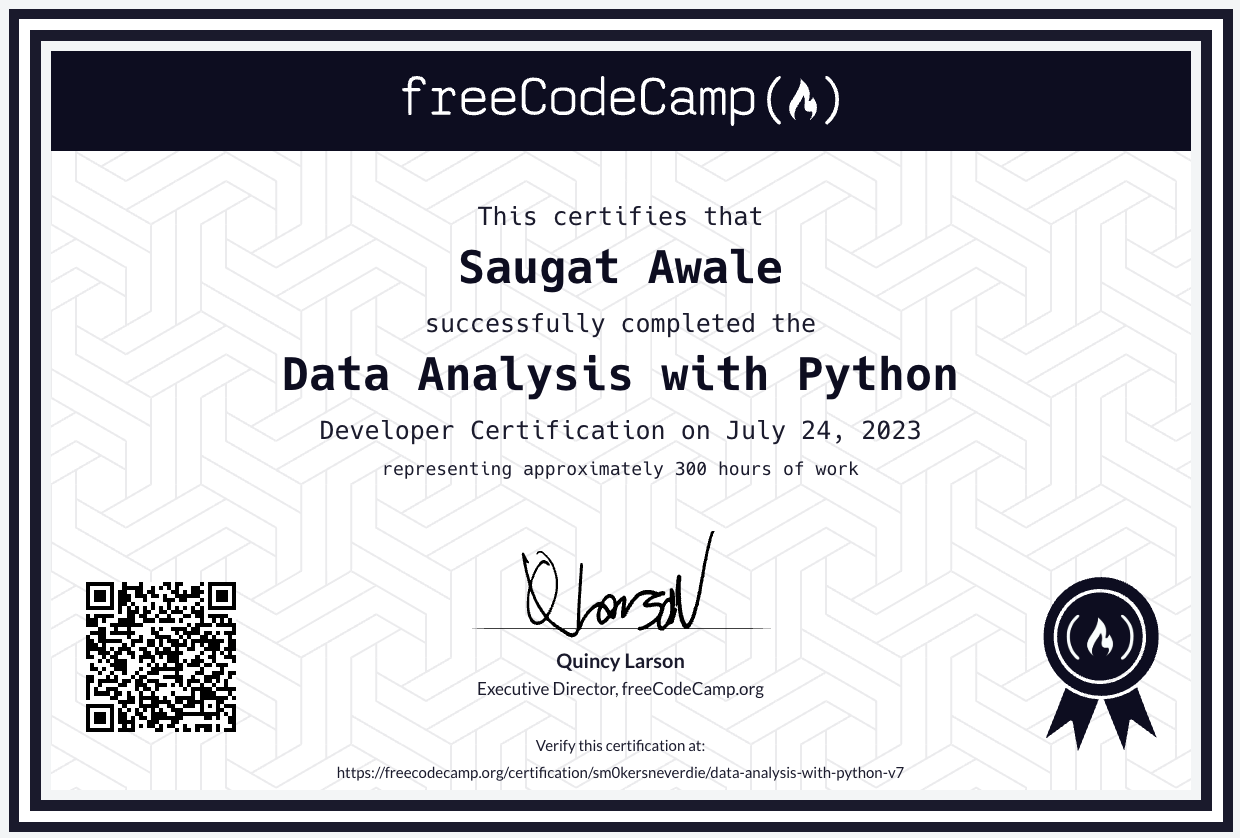 freeCodeCamp
This certifies that
Saugat Awale
successfully completed the
Data Analysis with Python
Developer Certification on July 24, 2023
representing approximately 300 hours of work
Q Larson
Quincy Larson
Executive Director, freeCodeCamp.org
Verify this certification at:
https://freecodecamp.org/certification/sm0kersneverdie/data-analysis-with-python-v7